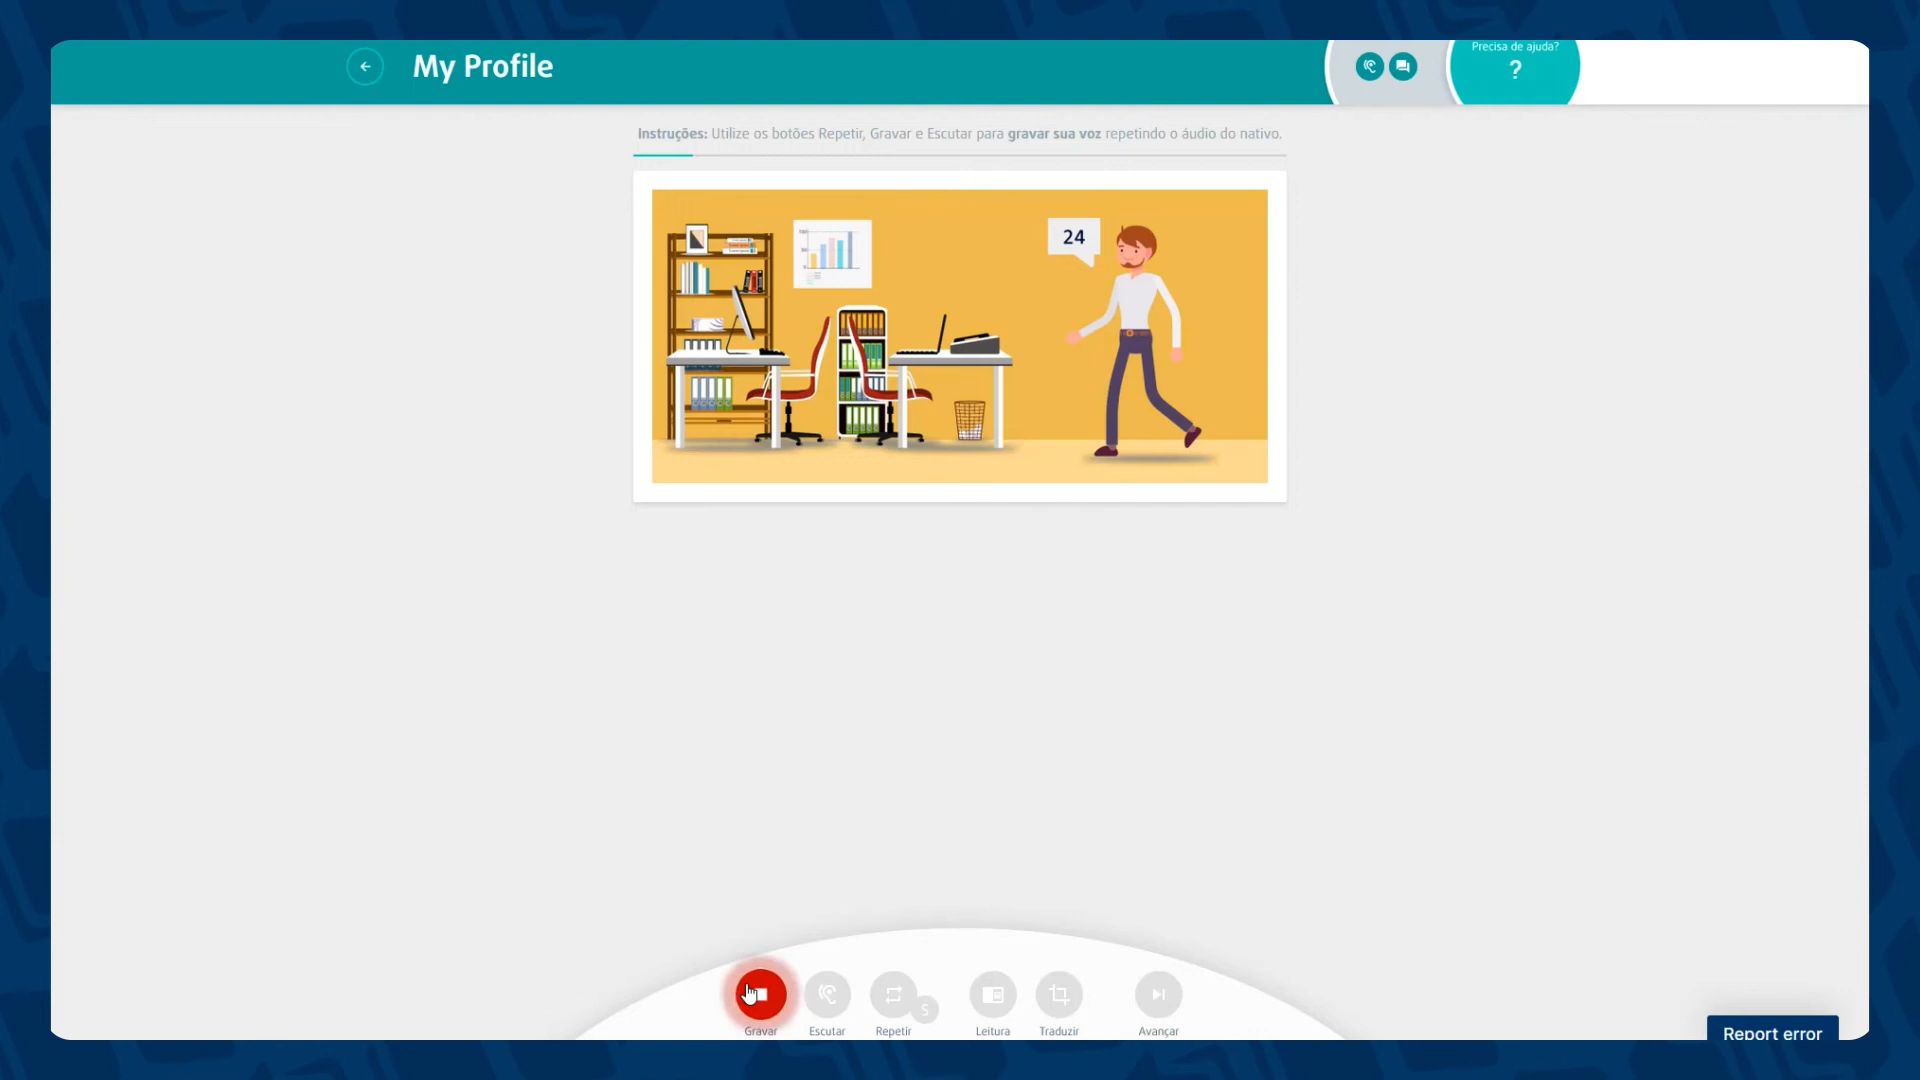 My Profile
Precisa de ajuda?
?
Instruções: Utilize os botões Repetir, Gravar e Escutar para gravar sua voz repetindo o áudio do nativo.
24
S
Gravar
Escutar
Repetir
Leitura
Traduzir
Avançar
Report error